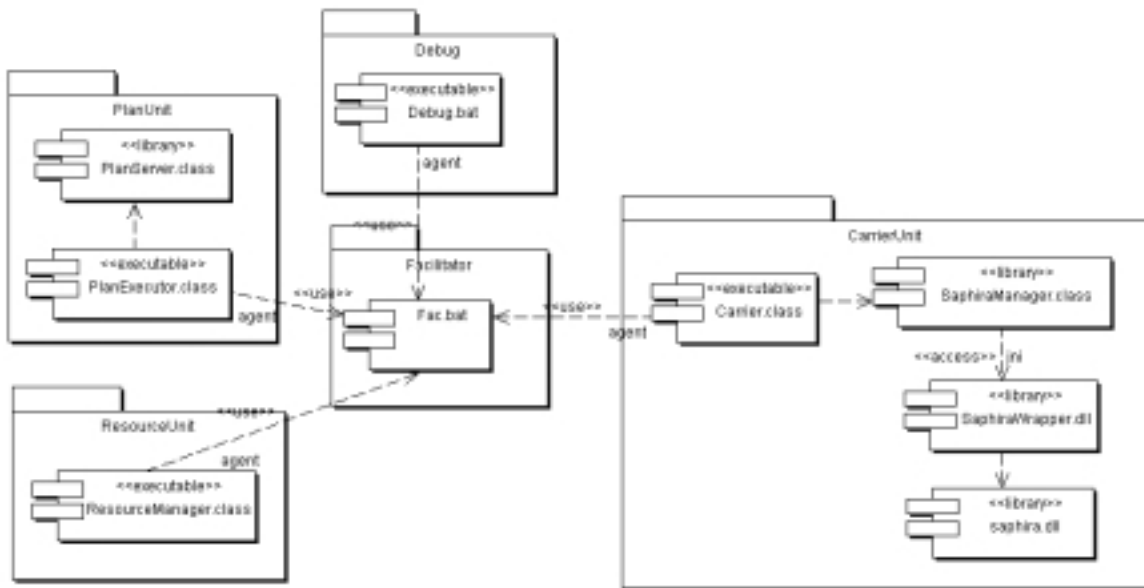 Debug
<<executable>>
Debug.bat
agent
<<use>>
PlanUnit
<<library>>
PlanServer.class
<<executable>>
PlanExecutor.class
<<use>>
agent
Facilitator
Fac.bat
<<use>>
agent
ResourceUnit
<<use>>
agent
<<executable>>
ResourceManager.class
CarrierUnit
<<executable>>
Carrier.class
<<library>>
SaphiraManager.class
<<access>> jni
<<library>>
SaphiraWrapper.dll
<<library>>
saphira.dll